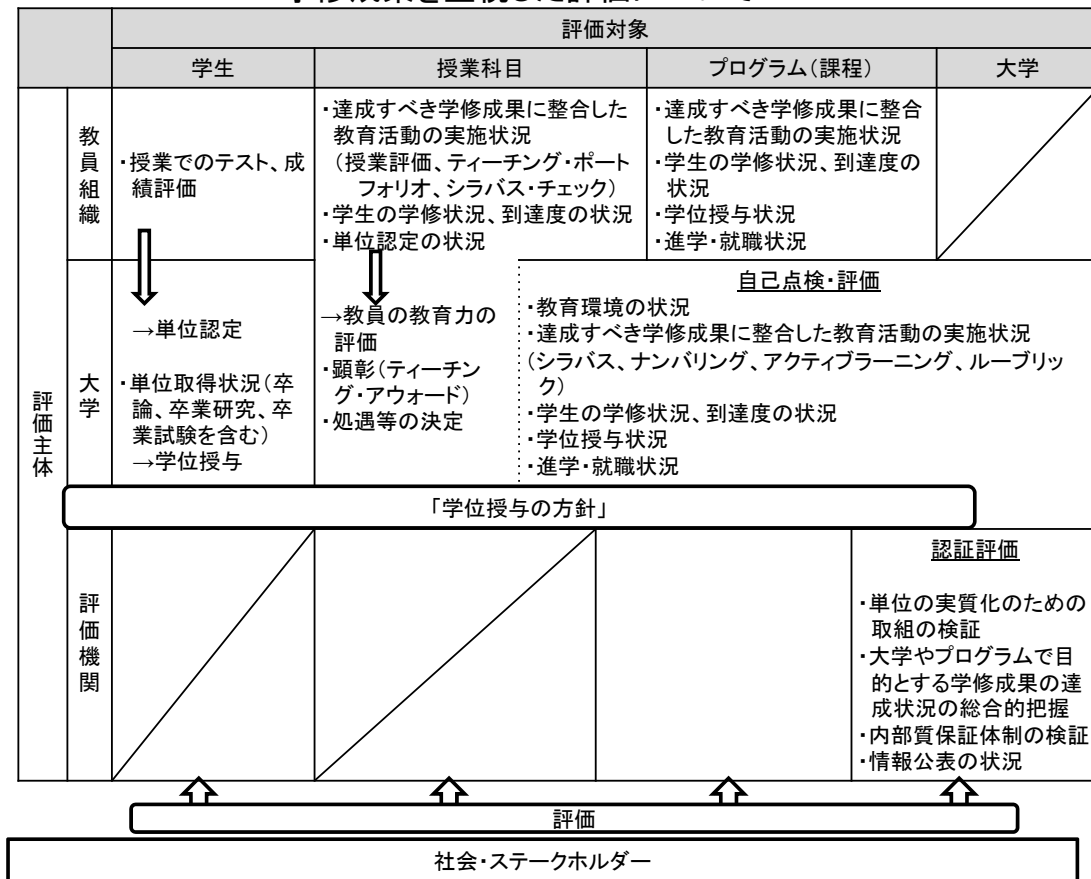 評価対象
学生
授業科目
プログラム(課程)
大学
評価主体
教員組織
・授業でのテスト、成
績評価
・達成すべき学修成果に整合した
教育活動の実施状況
(授業評価、ティーチング・ポート
フォリオ、シラバス・チェック)
・学生の学修状況、到達度の状況
・単位認定の状況
・達成すべき学修成果に整合
した教育活動の実施状況
・学生の学修状況、到達度の
状況
・学位授与状況
・進学・就職状況
大学
→単位認定
・単位取得状況(卒
論、卒業研究、卒
業試験を含む)
→学位授与
→教員の教育力の
評価
・顕彰(ティーチン
グ・アウォード)
・処遇等の決定
自己点検・評価
・教育環境の状況
・達成すべき学修成果に整合した教育活動の実施状況
(シラバス、ナンバリング、アクティブラーニング、ルーブリッ
ク)
・学生の学修状況、到達度の状況
・学位授与状況
・進学・就職状況
「学位授与の方針」
評価機関
認証評価
・単位の実質化のための
取組の検証
・大学やプログラムで目
的とする学修成果の達
成状況の総合的把握
・内部質保証体制の検証
・情報公表の状況
評価
社会・ステークホルダー